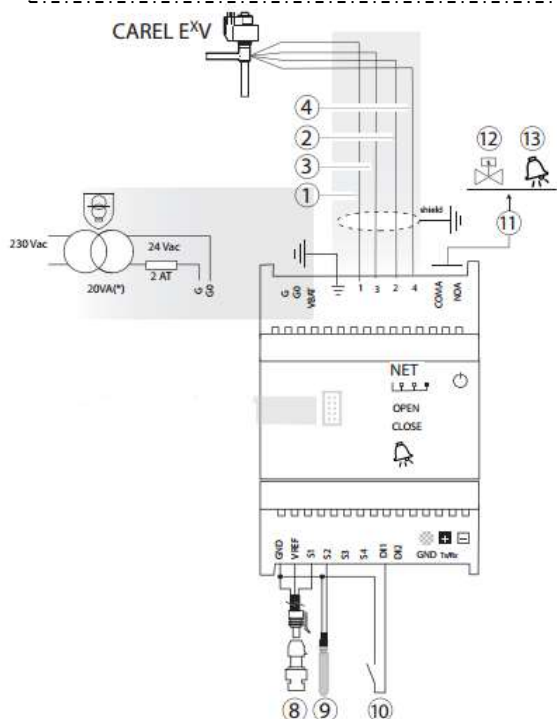 CAREL EXV
4
2
3
1
12
13
11
shield
230 Vac
24 Vac
2 AT
20VA(*)
G
G0
G
G0
VBAT
1
3
2
4
COMA
NOA
NET
OPEN
CLOSE
GND
VREF
S1
S2
S3
S4
DI1
DI2
GND
Tx/Rx
8
9
10